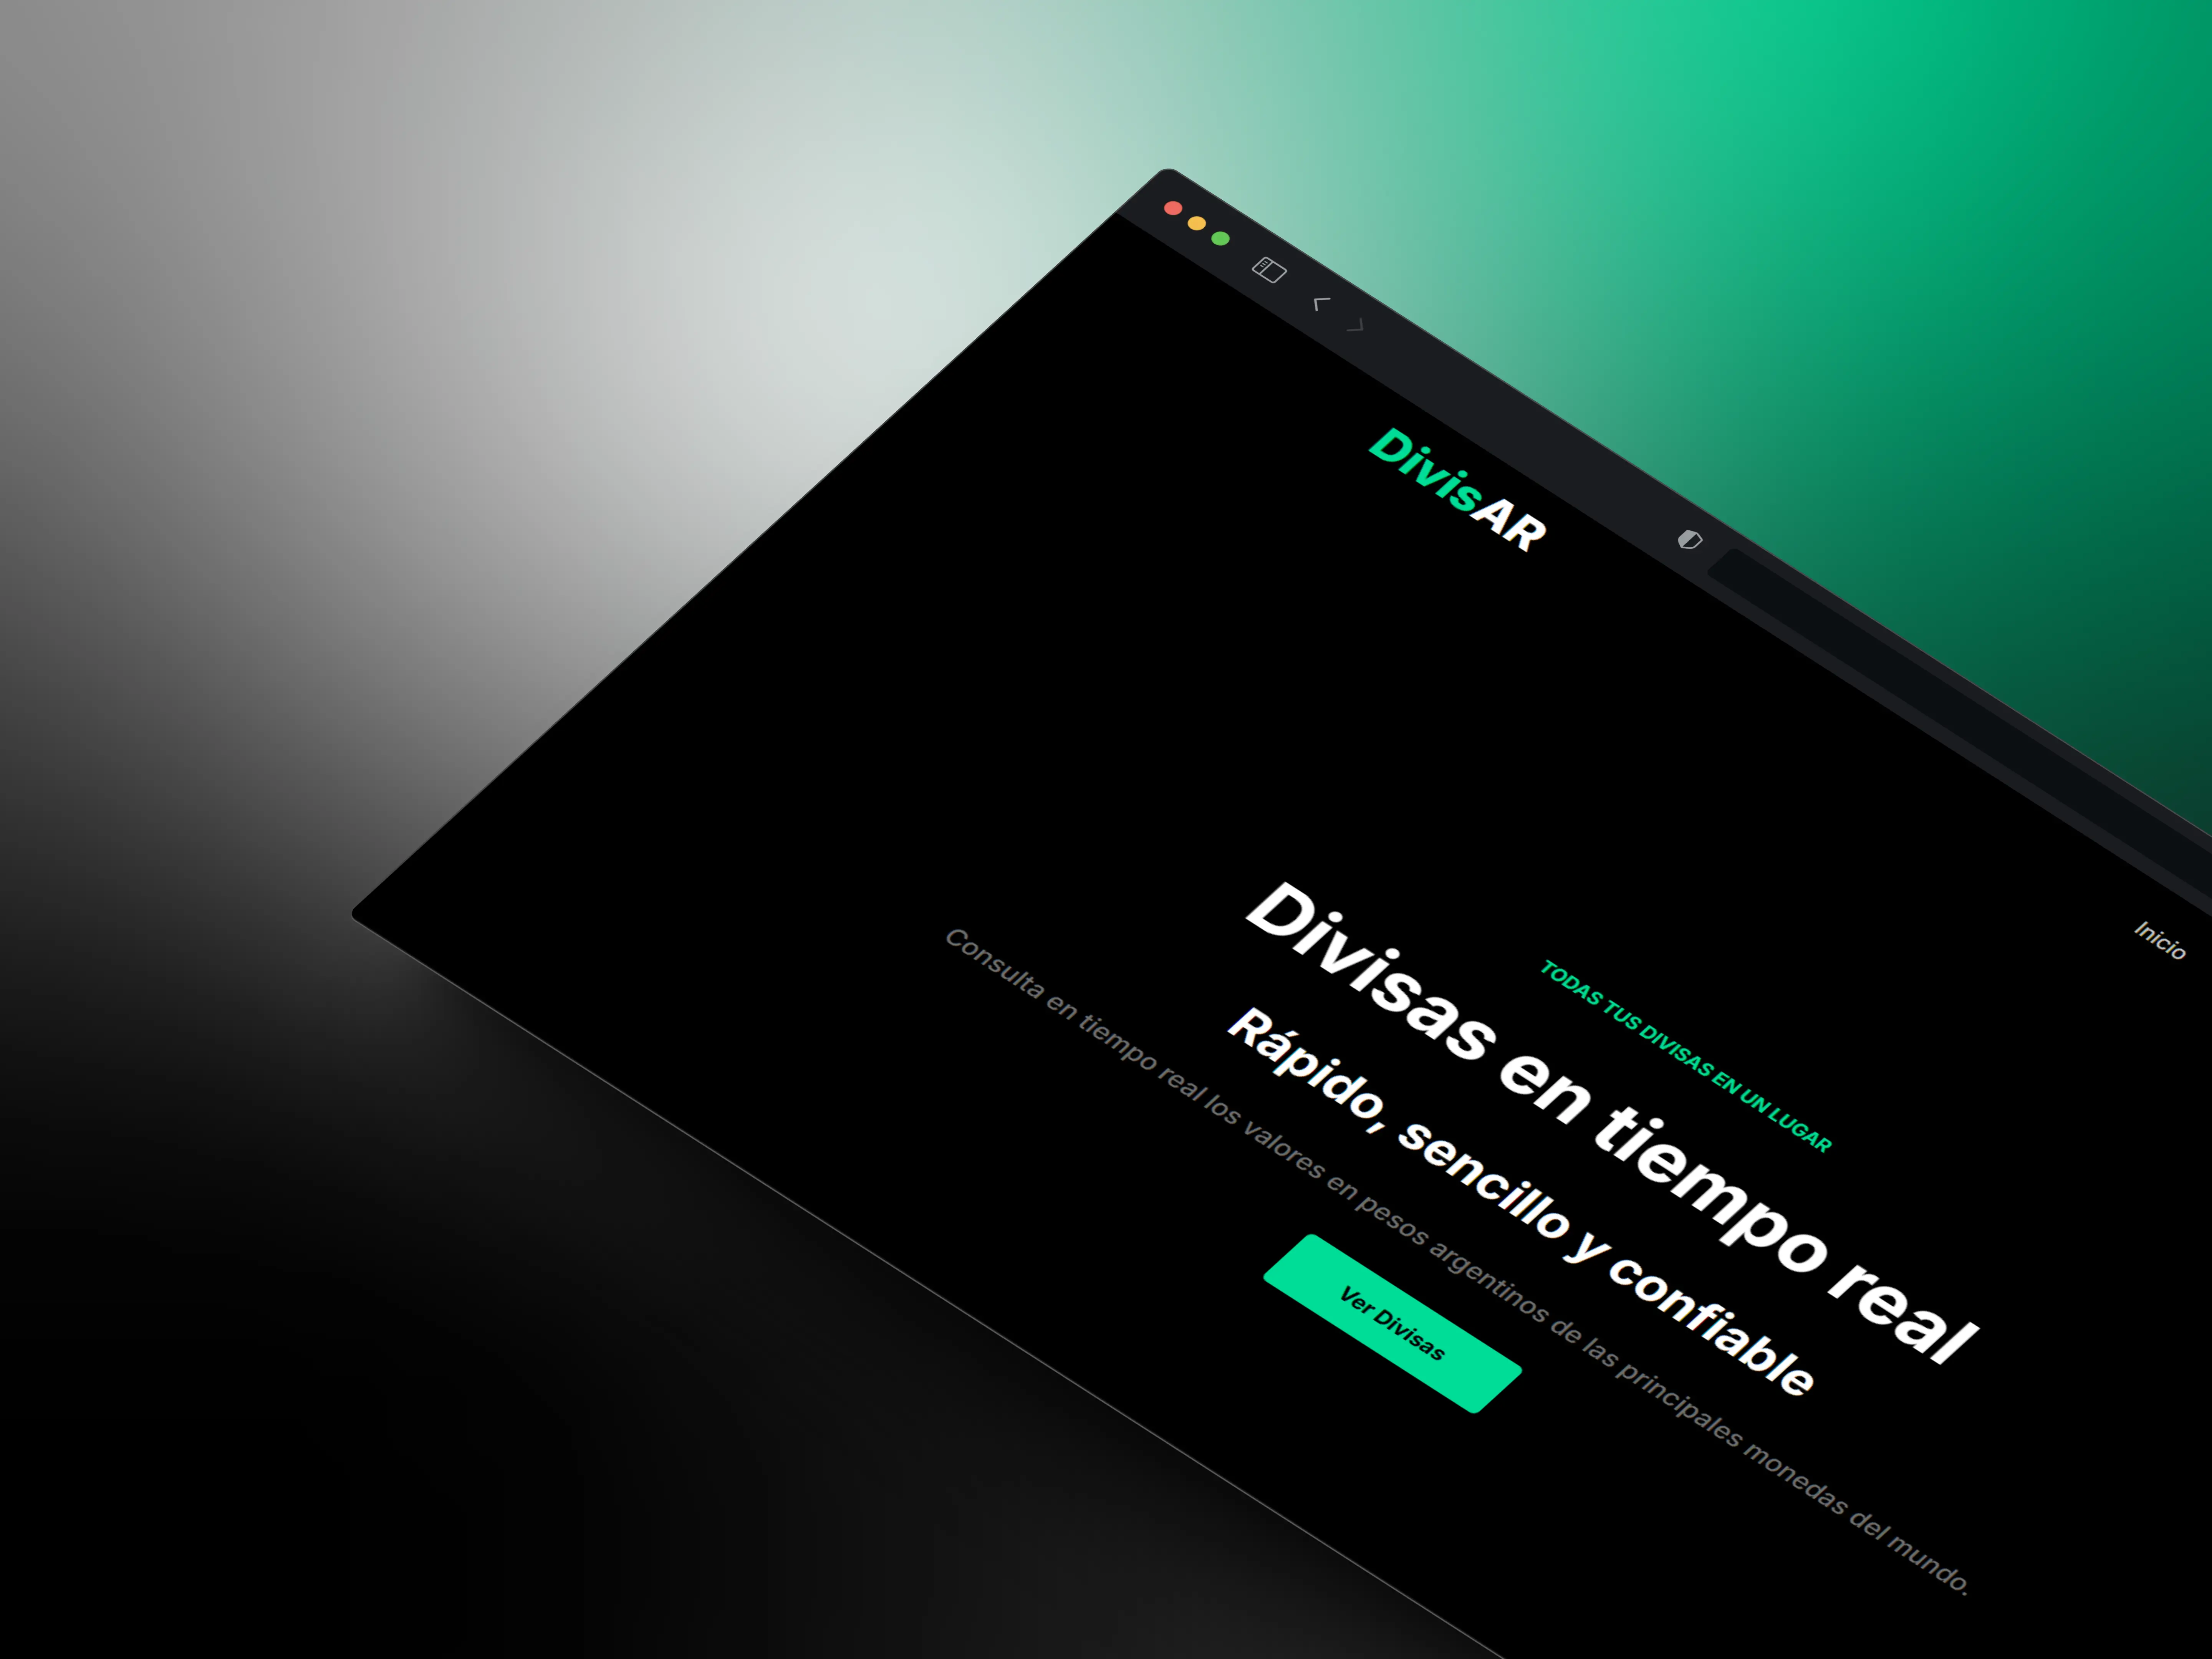 DivisAR
Inicio
TODAS TUS DIVISAS EN UN LUGAR
Divisas en tiempo real
Rápido, sencillo y confiable
Consulta en tiempo real los valores en pesos argentinos de las principales monedas del mundo.
Ver Divisas